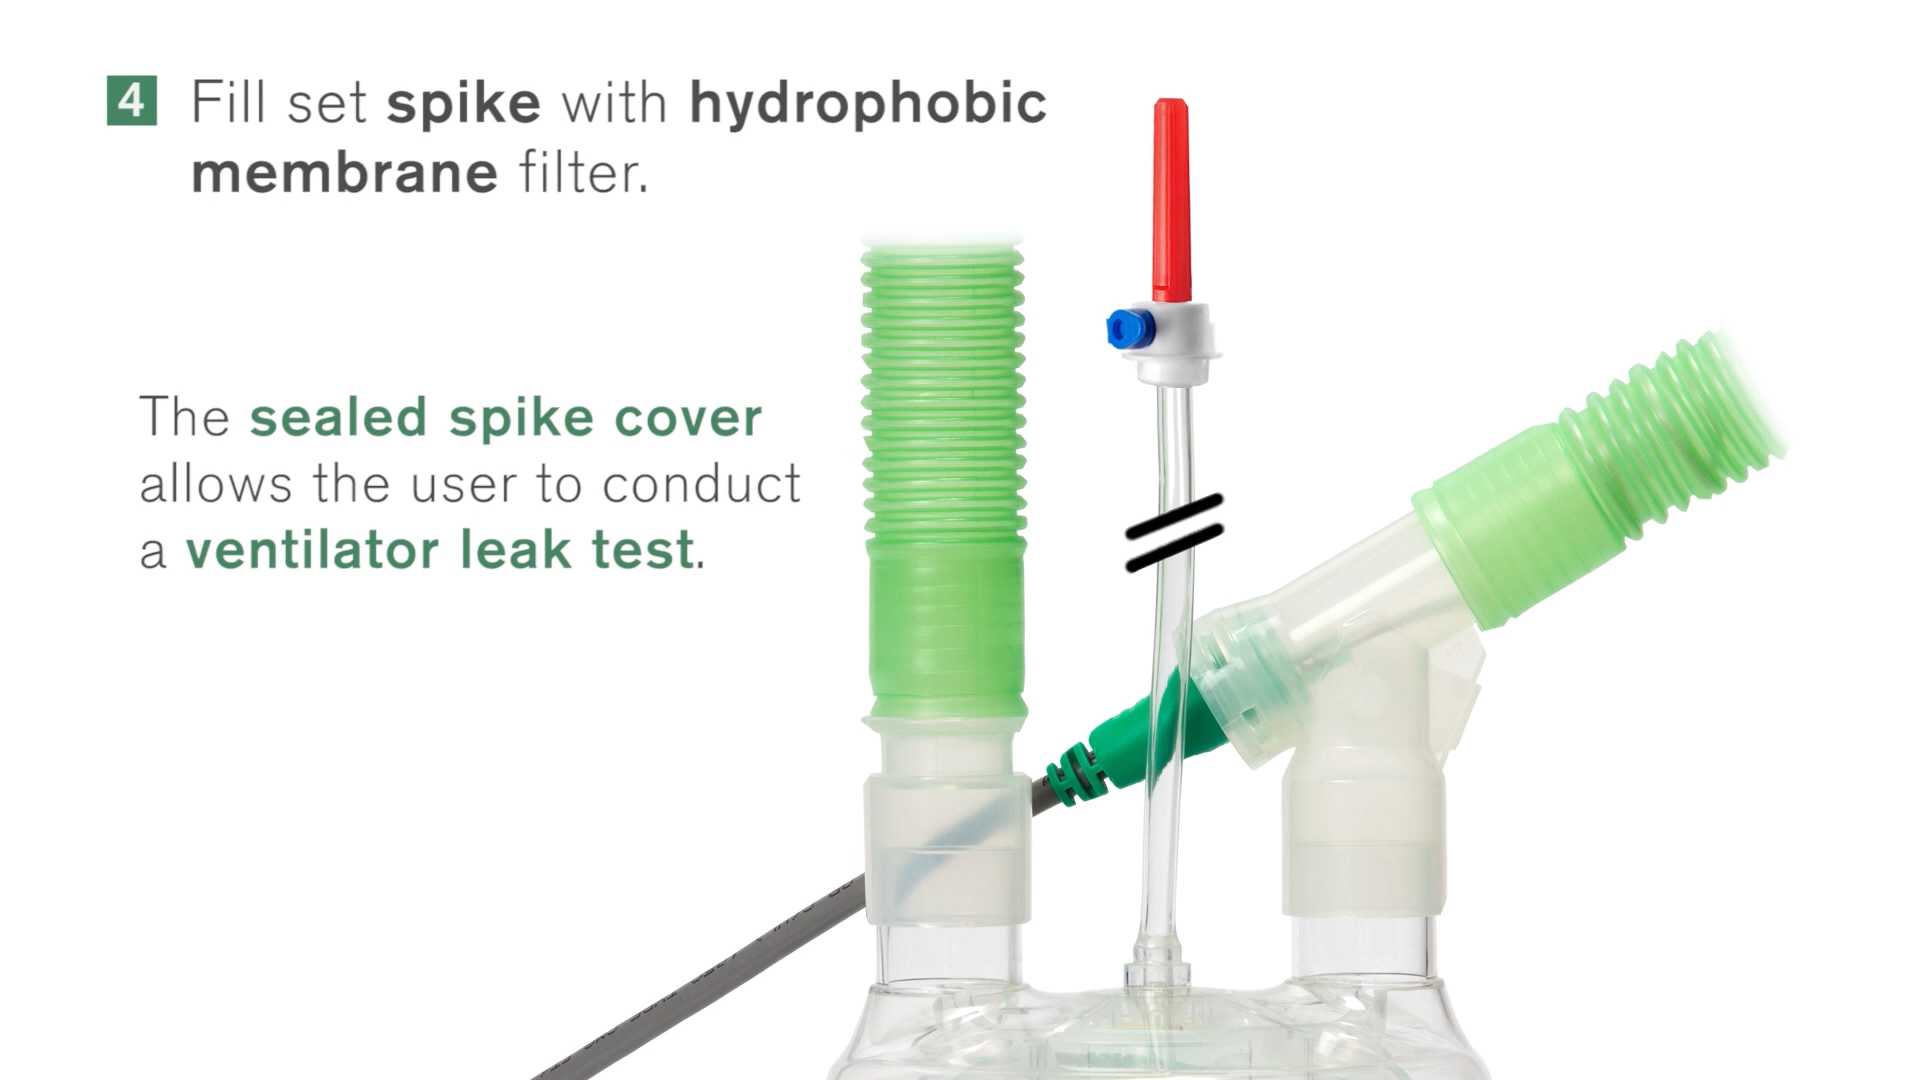 4 Fill set spike with hydrophobic
membrane filter.
The sealed spike cover
allows the user to conduct
a ventilator leak test.